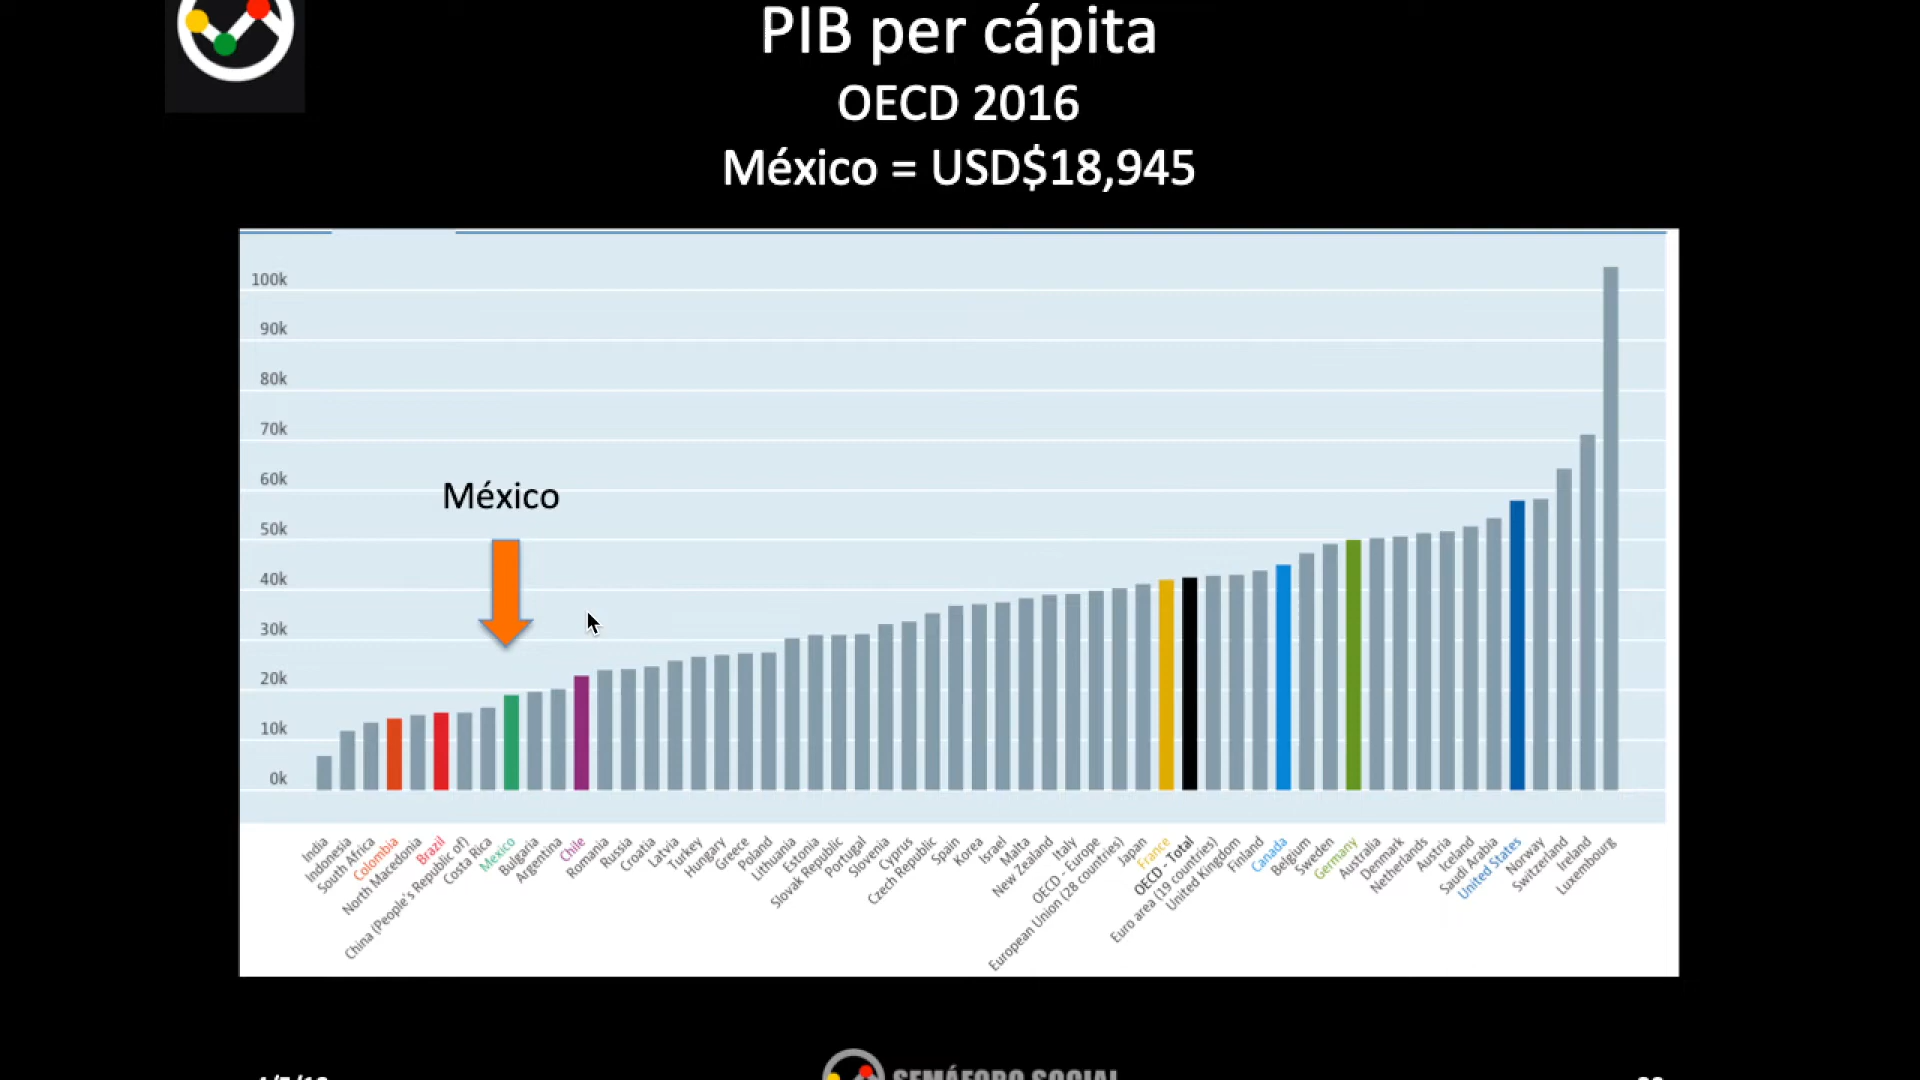 PIB per cápita
OECD 2016
México = USD$18,945
100k
90k
80k
70k
60k
50k
40k
30k
20k
10k
0k
México
India
Indonesia
South Africa
Colombia
North Macedonia
Brazil
China (People's Republic of)
Costa Rica
Mexico
Bulgaria
Argentina
Chile
Romania
Russia
Croatia
Latvia
Turkey
Hungary
Greece
Poland
Lithuania
Estonia
Slovak Republic
Portugal
Slovenia
Cyprus
Czech Republic
Spain
Korea
Israel
Malta
New Zealand
Italy
OECD - Europe
European Union (28 countries)
Japan
France
OECD - Total
Euro area (19 countries)
United Kingdom
Finland
Canada
Belgium
Sweden
Germany
Australia
Denmark
Netherlands
Austria
Iceland
Saudi Arabia
United States
Norway
Switzerland
Ireland
Luxembourg
SEMÁFORO SOCIAL